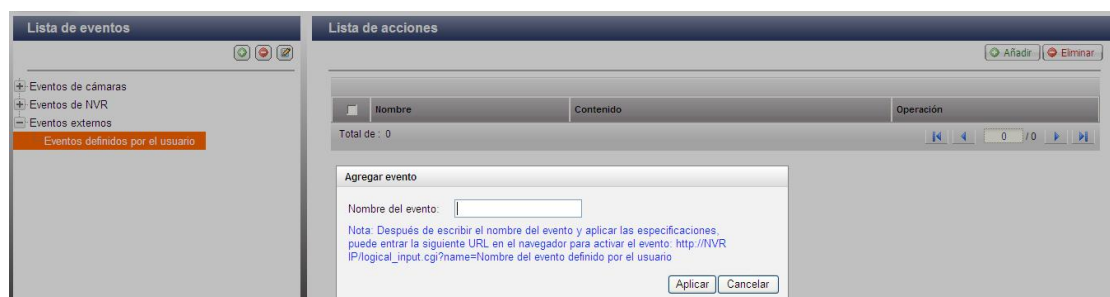 Lista de eventos
Lista de acciones
Añadir Eliminar
Eventos de cámaras
Eventos de NVR
Eventos externos
Eventos definidos por el usuario
Nombre Contenido Operación
Total de : 0
0 / 0
Agregar evento
Nombre del evento:
Nota: Después de escribir el nombre del evento y aplicar las especificaciones,
puede entrar la siguiente URL en el navegador para activar el evento: http://NVR
IP/logical_input.cgi?name=Nombre del evento definido por el usuario
Aplicar Cancelar